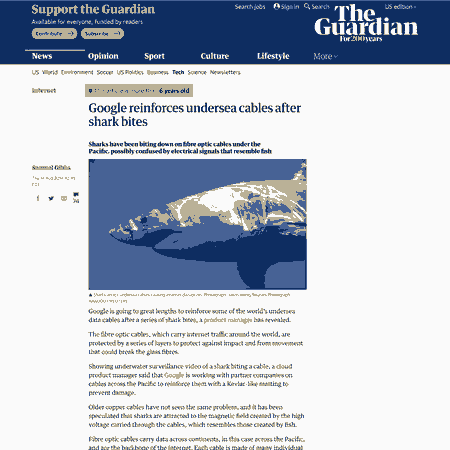 Support the Guardian
Available for everyone, funded by readers
Contribute →
Subscribe →
Search jobs
Sign in
Search
US edition
The
Guardian
For 200 years
News
Opinion
Sport
Culture
Lifestyle
More
US World Environment Soccer US Politics Business Tech Science Newsletters
Internet
6 years old
Google reinforces undersea cables after
shark bites
Sharks have been biting down on fibre optic cables under the
Pacific, possibly confused by electrical signals that resemble fish
Samuel Gibbs
Google is going to great lengths to reinforce some of the world's undersea
data cables after a series of shark bites, a product manager has revealed.
The fibre optic cables, which carry internet traffic around the world, are
protected by a series of layers to protect against impact and from movement
that could break the glass fibres.
Showing underwater surveillance video of a shark biting a cable, a cloud
product manager said that Google is working with partner companies on
cables across the Pacific to reinforce them with a Kevlar-like matting to
prevent damage.
Older copper cables have not seen the same problem, and it has been
speculated that sharks are attracted to the magnetic field created by the high
voltage carried through the cables, which resembles those created by fish.
Fibre optic cables carry data across continents, in this case across the Pacific,
and are the backbone of the internet. Each cable is made of many individual